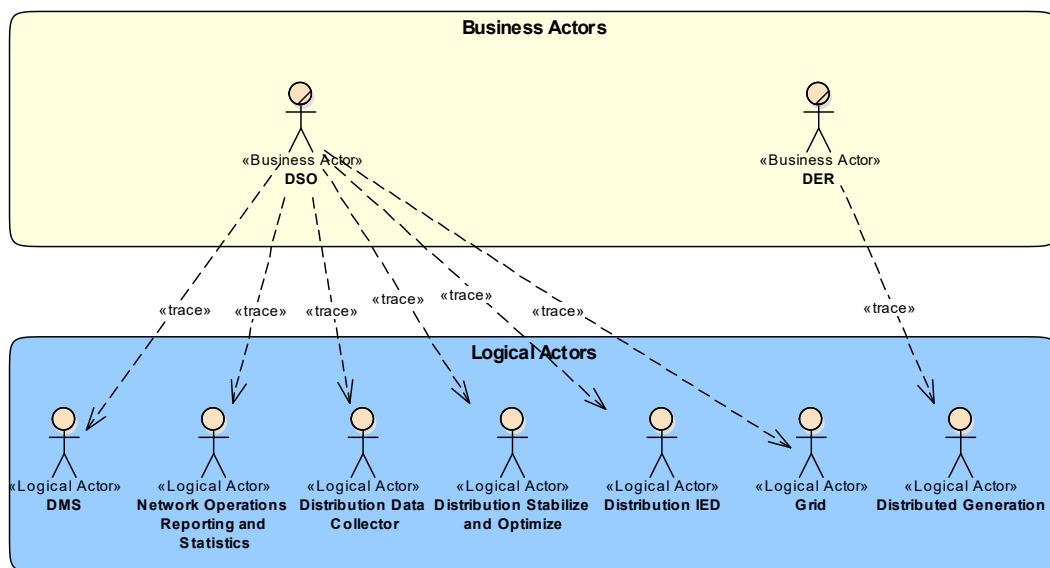 Business Actors
«Business Actor»
DSO
«Business Actor»
DER
«trace»
«trace»
«trace»
«trace»
«trace»
«trace»
«trace»
Logical Actors
«Logical Actor»
DMS
«Logical Actor»
Network Operations
Reporting and
Statistics
«Logical Actor»
Distribution Data
Collector
«Logical Actor»
Distribution Stabilize
and Optimize
«Logical Actor»
Distribution IED
«Logical Actor»
Grid
«Logical Actor»
Distributed Generation